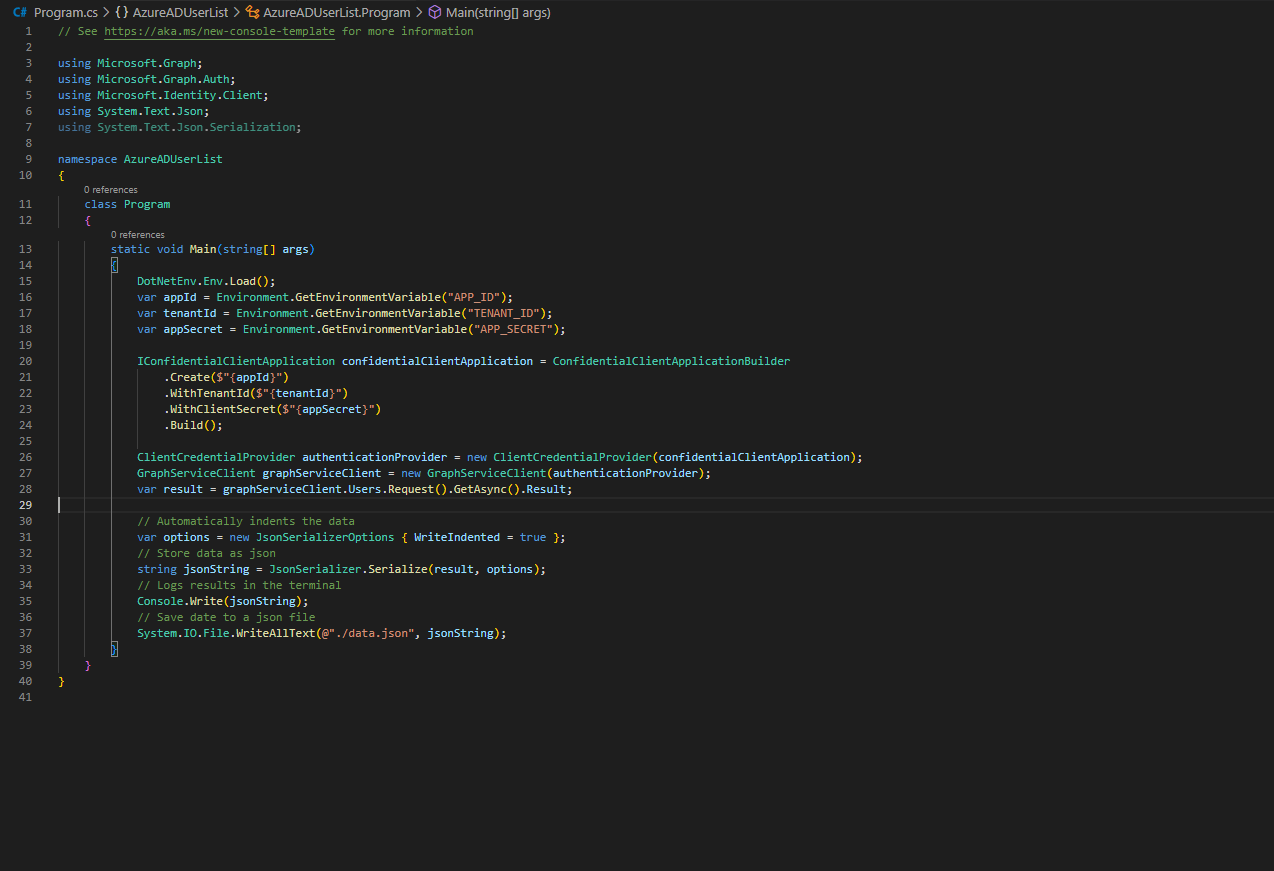 C# Program.cs > {} AzureADUserList > AzureADUserList.Program > Main(string[] args)
1 // See https://aka.ms/new-console-template for more information
2
3 using Microsoft.Graph;
4 using Microsoft.Graph.Auth;
5 using Microsoft.Identity.Client;
6 using System.Text.Json;
7 using System.Text.Json.Serialization;
8
9 namespace AzureADUserList
10 {
0 references
11 class Program
12 {
0 references
13 static void Main(string[] args)
14 {
15 DotNetEnv.Env.Load();
16 var appId = Environment.GetEnvironmentVariable("APP_ID");
17 var tenantId = Environment.GetEnvironmentVariable("TENANT_ID");
18 var appSecret = Environment.GetEnvironmentVariable("APP_SECRET");
19
20 IConfidentialClientApplication confidentialClientApplication = ConfidentialClientApplicationBuilder
21 .Create($"{appId}")
22 .WithTenantId($"{tenantId}")
23 .WithClientSecret($"{appSecret}")
24 .Build();
25
26 ClientCredentialProvider authenticationProvider = new ClientCredentialProvider(confidentialClientApplication);
27 GraphServiceClient graphServiceClient = new GraphServiceClient(authenticationProvider);
28 var result = graphServiceClient.Users.Request().GetAsync().Result;
29
30 // Automatically indents the data
31 var options = new JsonSerializerOptions { WriteIndented = true };
32 // Store data as json
33 string jsonString = JsonSerializer.Serialize(result, options);
34 // Logs results in the terminal
35 Console.Write(jsonString);
36 // Save date to a json file
37 System.IO.File.WriteAllText(@"./data.json", jsonString);
38 }
39 }
40 }
41